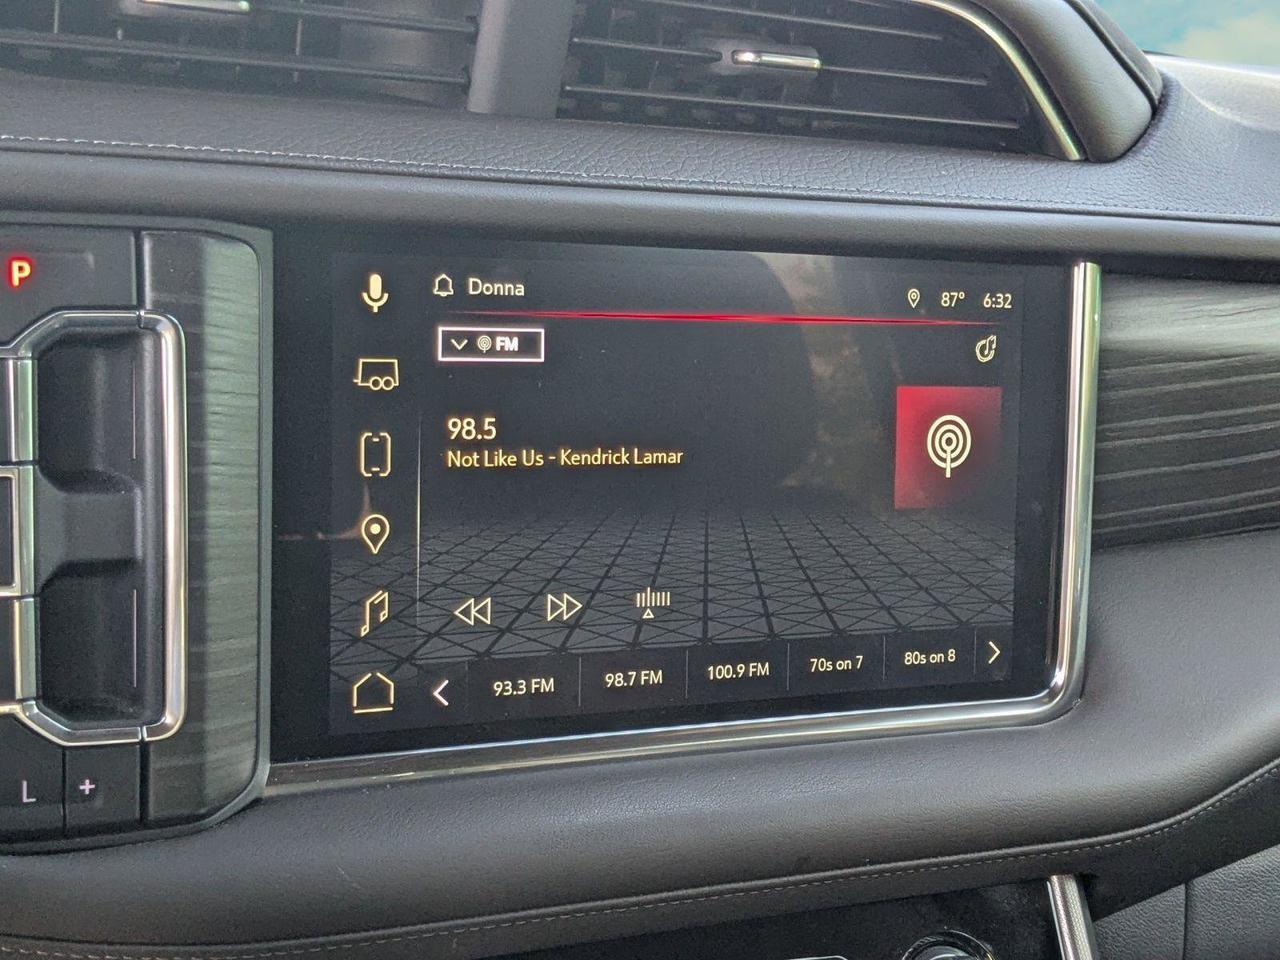 P
Donna
87° 6:32
FM
98.5
Not Like Us - Kendrick Lamar
93.3 FM
98.7 FM
100.9 FM
70s on 7
80s on 8
L +